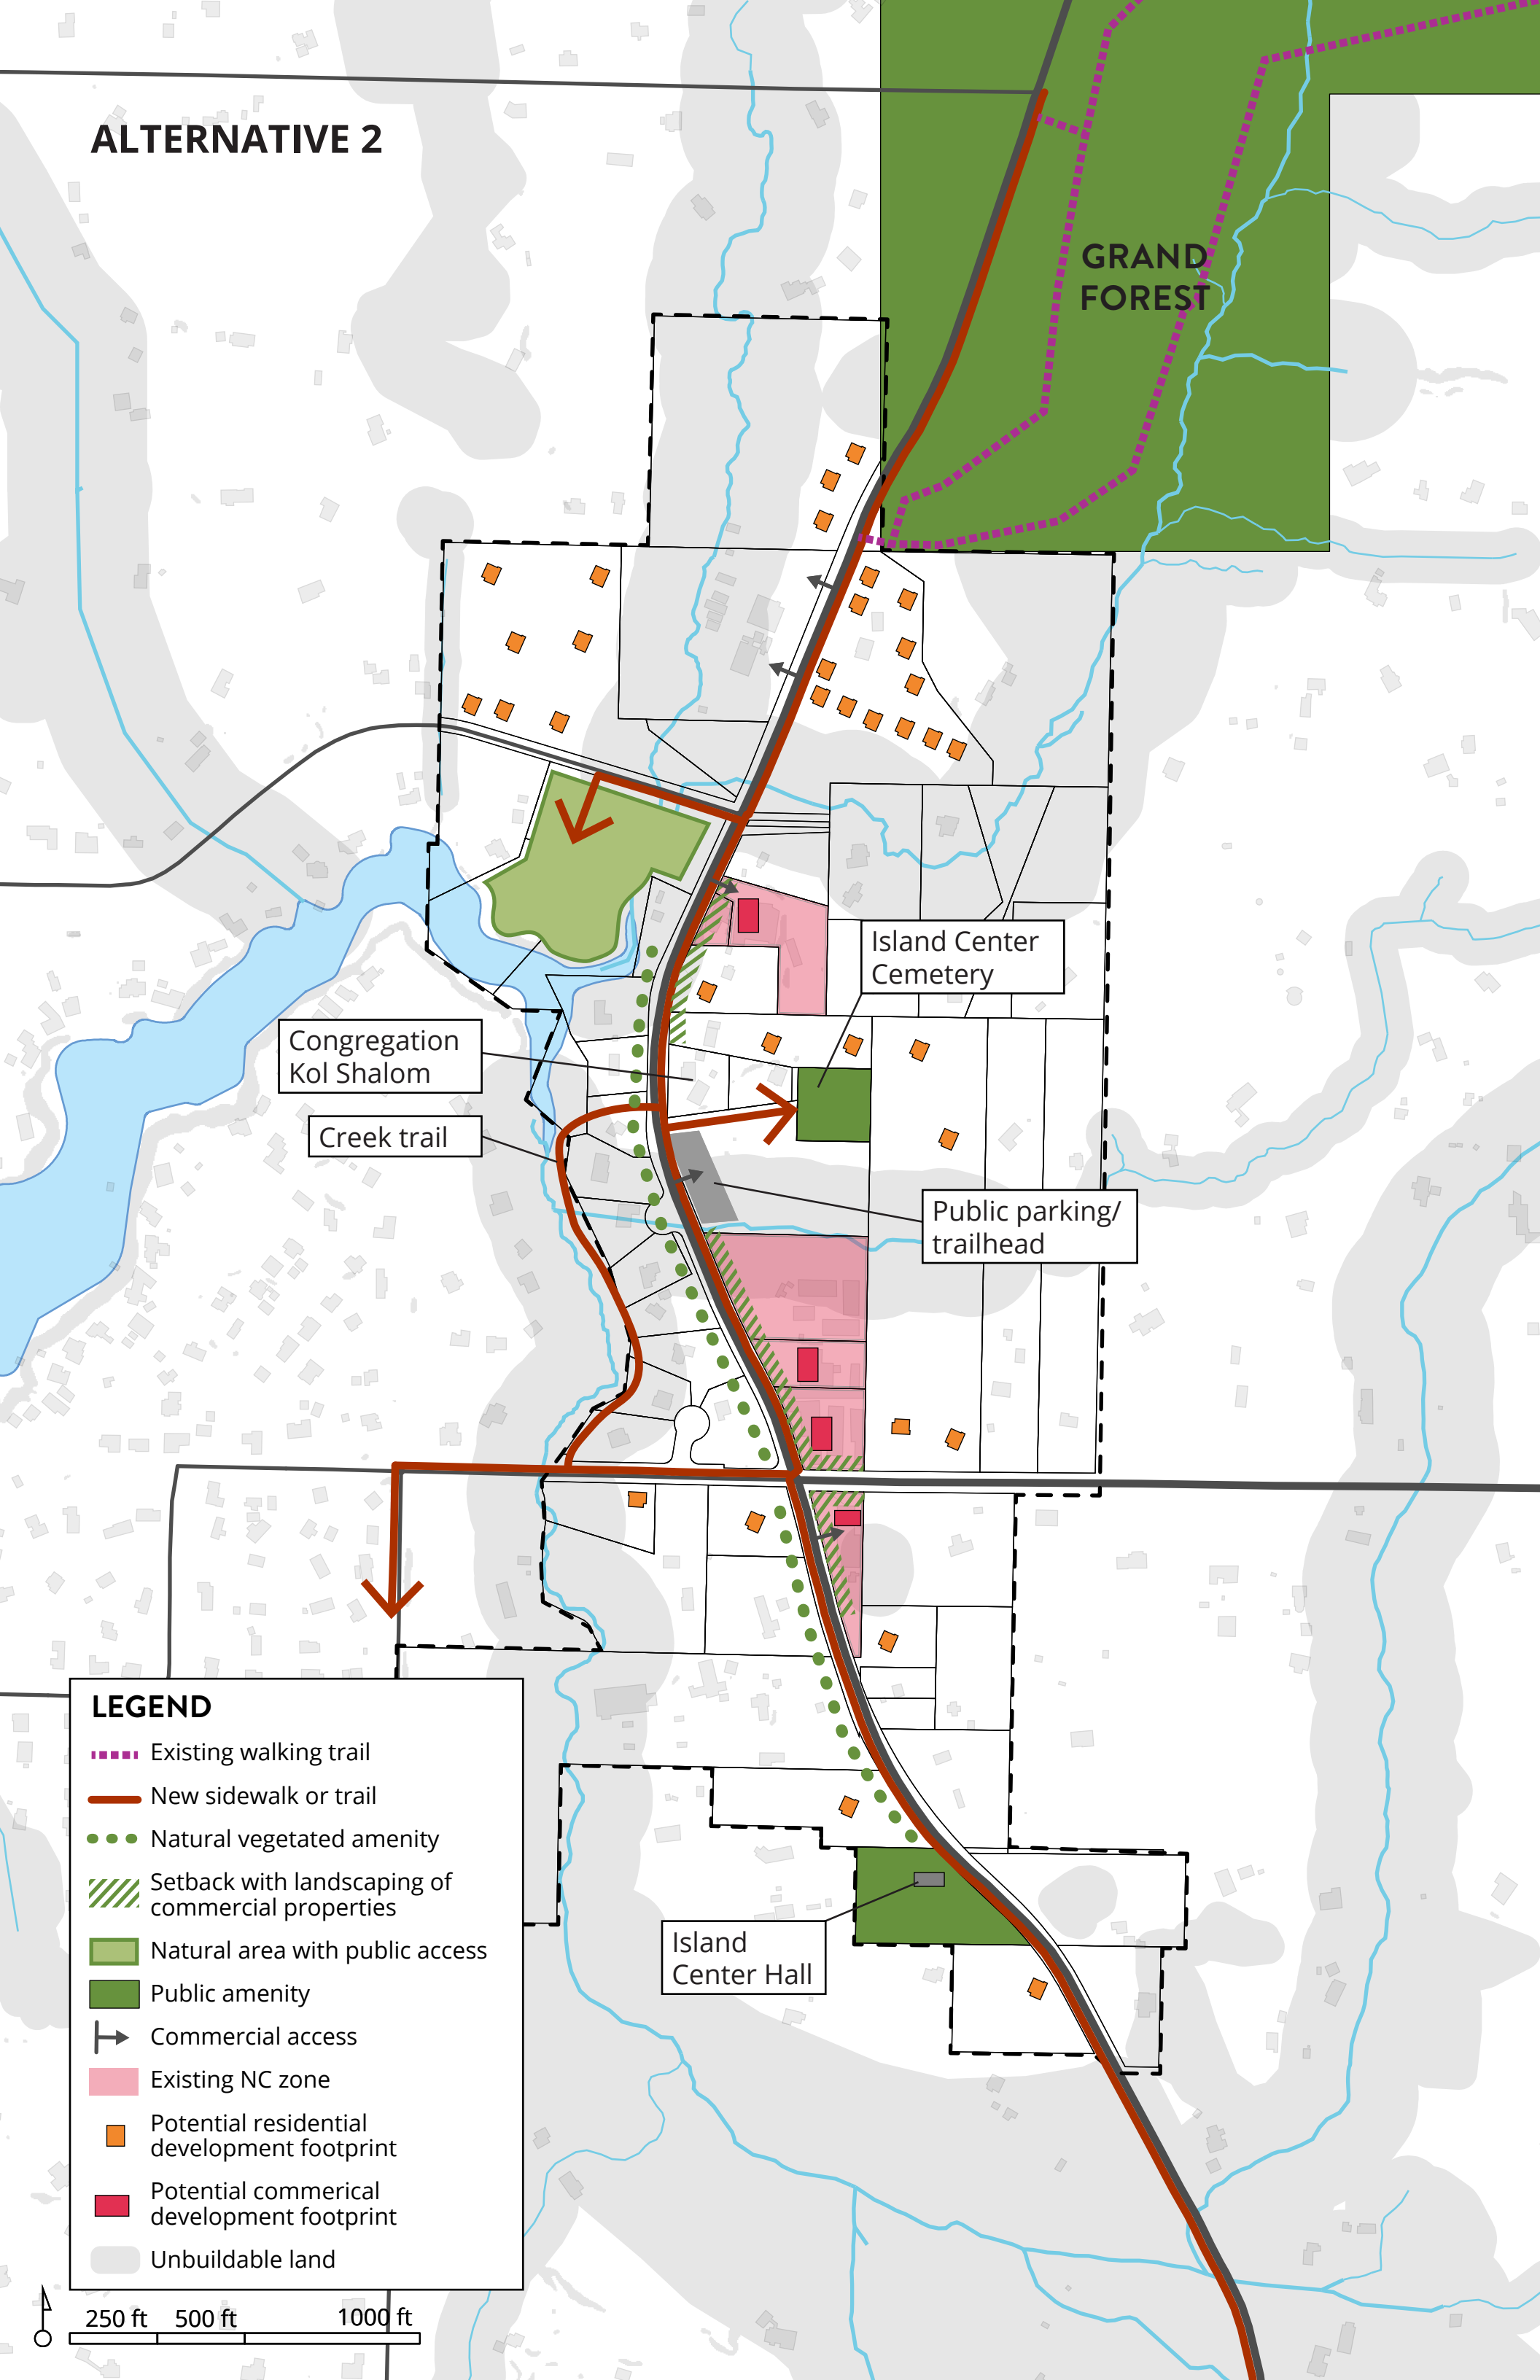 ALTERNATIVE 2
GRAND
FOREST
Island Center
Cemetery
Congregation
Kol Shalom
Creek trail
Public parking/
trailhead
Island
Center Hall
LEGEND
Existing walking trail
New sidewalk or trail
Natural vegetated amenity
Setback with landscaping of
commercial properties
Natural area with public access
Public amenity
Commercial access
Existing NC zone
Potential residential
development footprint
Potential commerical
development footprint
Unbuildable land
250 ft 500 ft 1000 ft